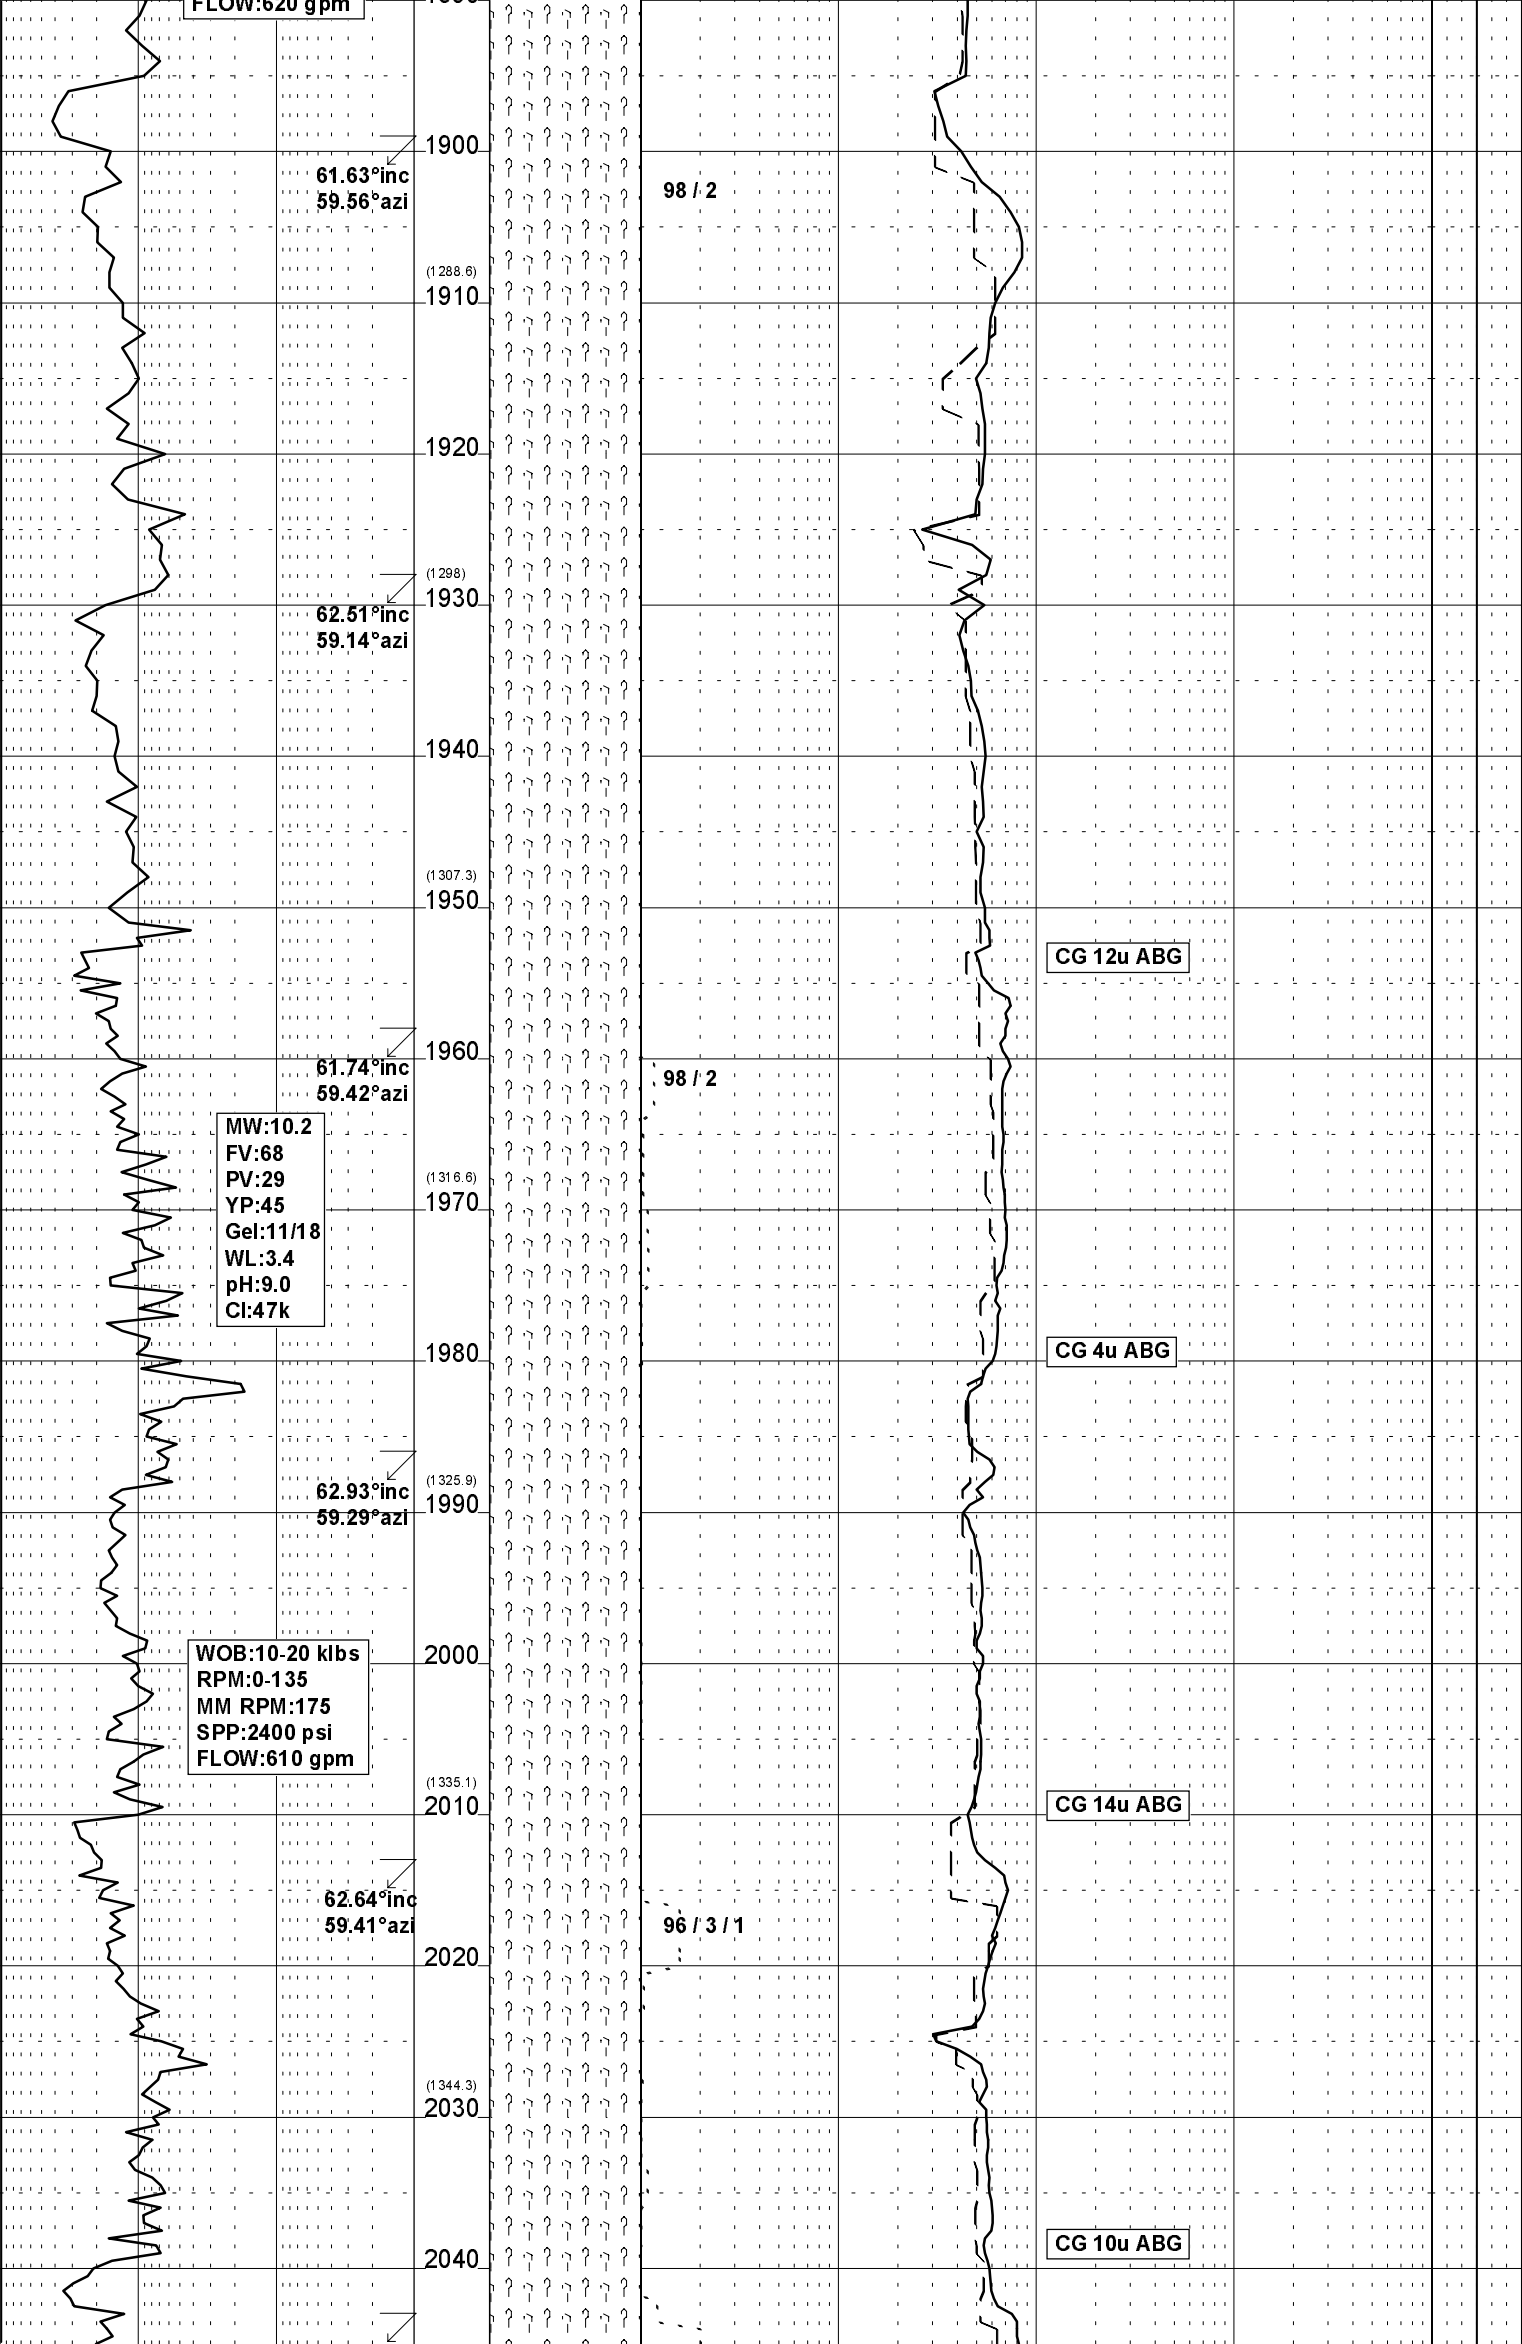 FLOW:620 gpm
1900
61.63°inc
59.56°azi
98 / 2
(1288.6)
1910
1920
(1298)
1930
62.51°inc
59.14°azi
1940
(1307.3)
1950
CG 12u ABG
1960
61.74°inc
59.42°azi
98 / 2
MW:10.2
FV:68
PV:29
YP:45
Gel:11/18
WL:3.4
pH:9.0
Cl:47k
(1316.6)
1970
1980
CG 4u ABG
(1325.9)
1990
62.93°inc
59.29°azi
WOB:10-20 klbs
RPM:0-135
MM RPM:175
SPP:2400 psi
FLOW:610 gpm
2000
(1335.1)
2010
CG 14u ABG
62.64°inc
59.41°azi
96 / 3 / 1
2020
(1344.3)
2030
2040
CG 10u ABG